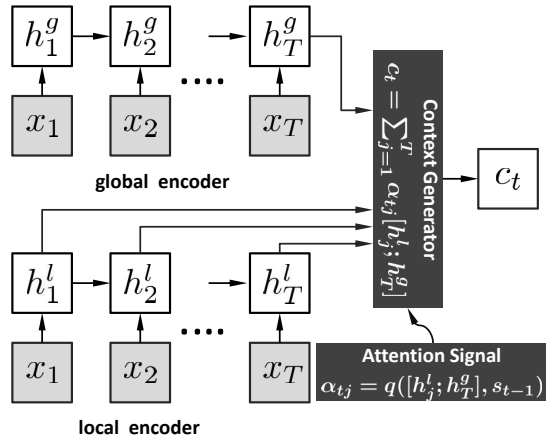 h_1^g h_2^g h_T^g
....
x_1 x_2 x_T
global encoder
Context Generator
c_t = \sum_{j=1}^{T} \alpha_{tj}[h_j^l; h_T^g]
c_t
h_1^l h_2^l h_T^l
....
x_1 x_2 x_T
local encoder
Attention Signal
\alpha_{tj} = q([h_j^l; h_T^g], s_{t-1})